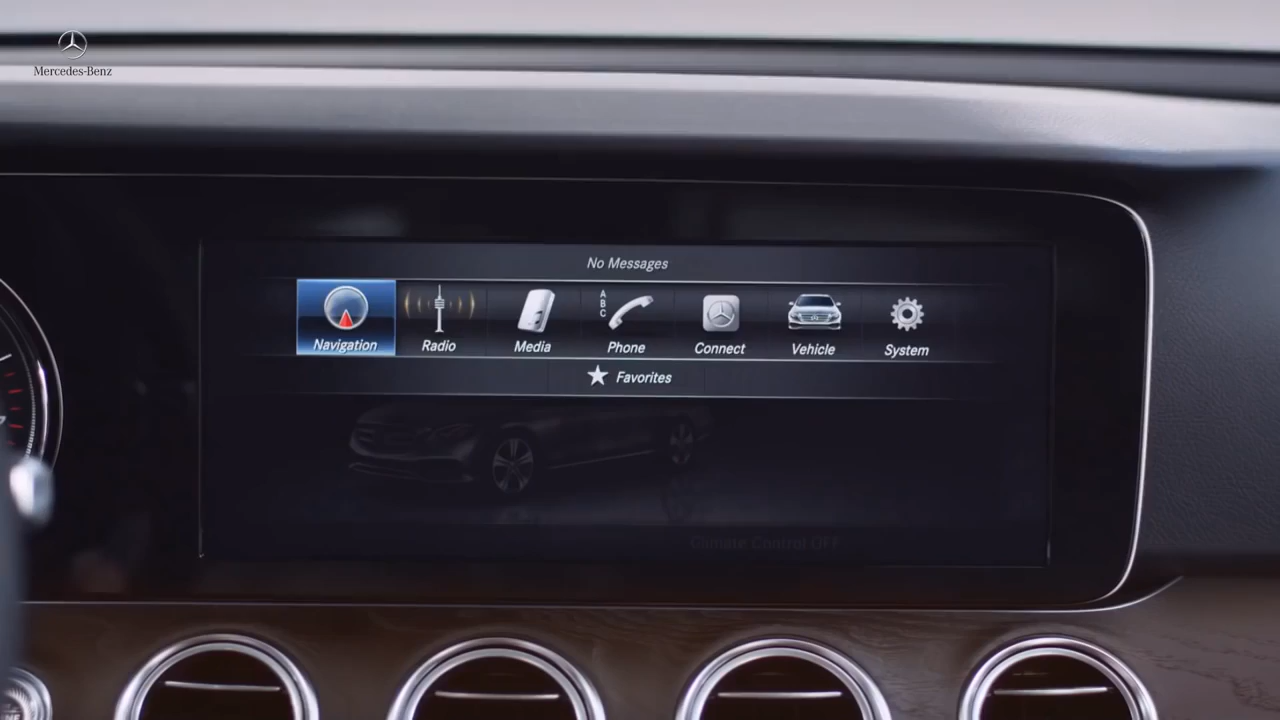 Mercedes-Benz
No Messages
Navigation
Radio
A
B
C
Media
Phone
Connect
Vehicle
System
Favorites
Climate Control OFF